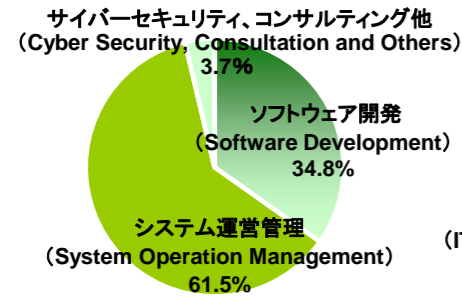 サイバーセキュリティ、コンサルティング他
（Cyber Security, Consultation and Others）
3.7%
ソフトウェア開発
（Software Development）
34.8%
システム運営管理
（System Operation Management）
61.5%